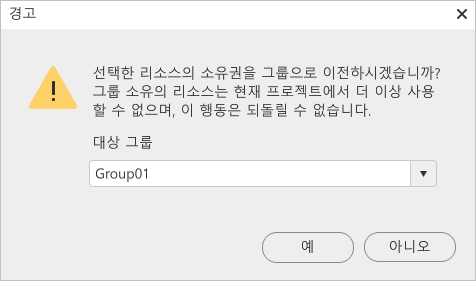 경고
선택한 리소스의 소유권을 그룹으로 이전하시겠습니까?
그룹 소유의 리소스는 현재 프로젝트에서 더 이상 사용
할 수 없으며, 이 행동은 되돌릴 수 없습니다.
대상 그룹
Group01
예
아니오